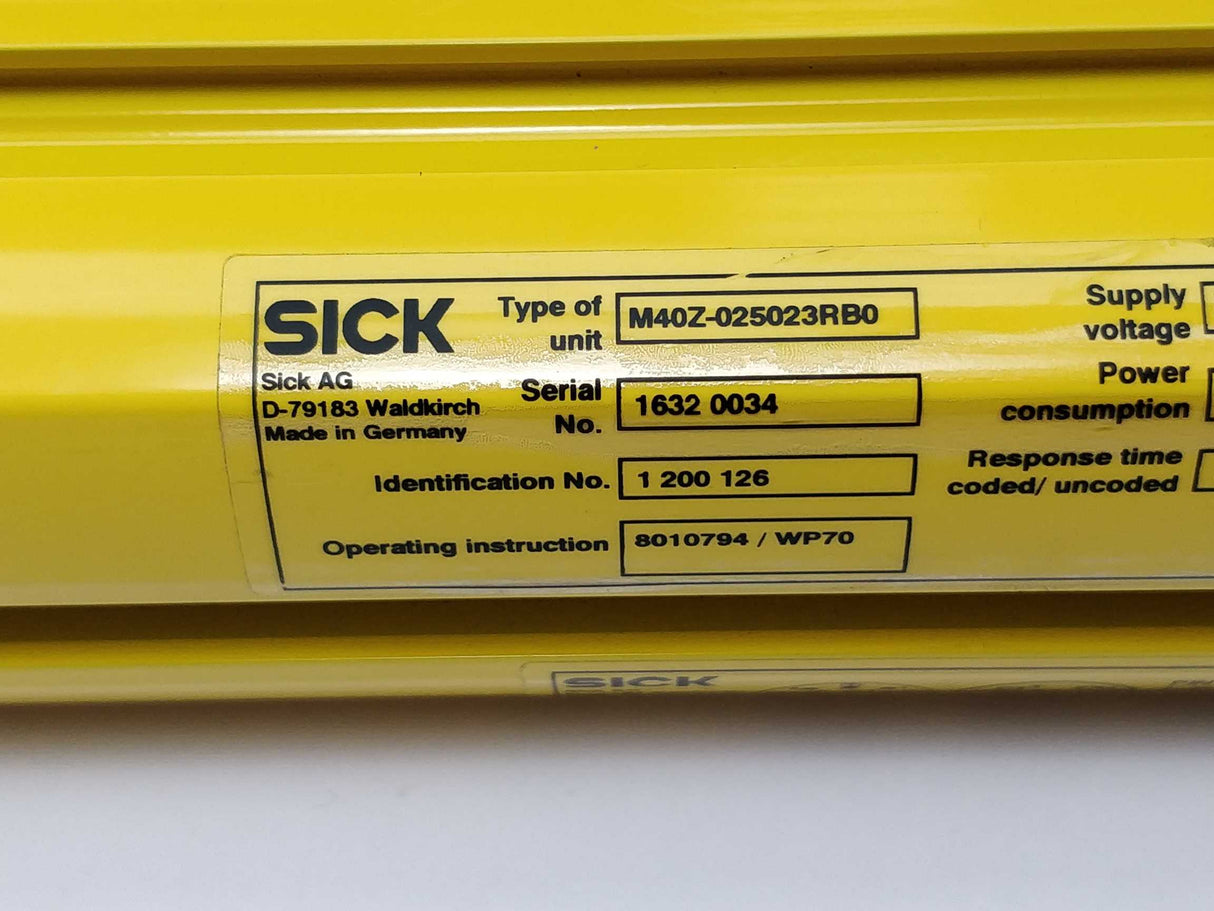 SICK
Sick AG
D-79183 Waldkirch
Made in Germany
Type of unit
M40Z-025023RB0
Serial No.
1632 0034
Identification No.
1 200 126
Operating instruction
8010794 / WP70
Supply voltage
Power consumption
Response time
coded/ uncoded
SICK